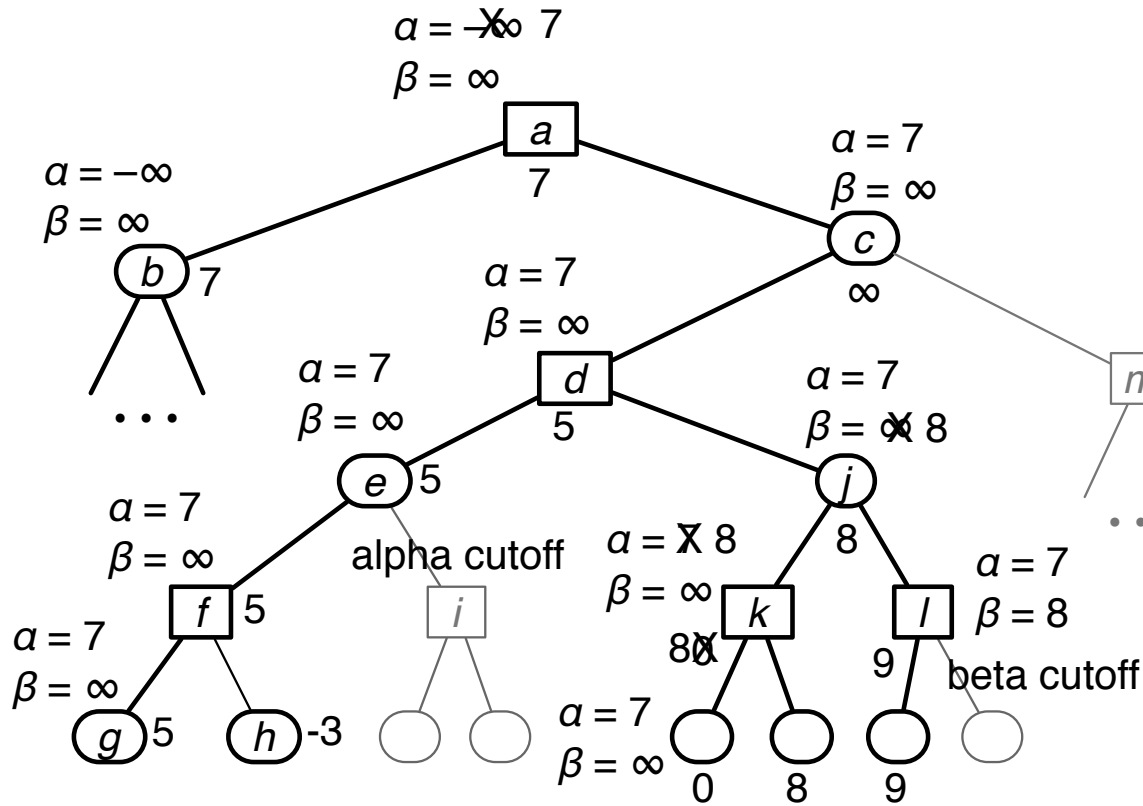 α = –∞ 7
β = ∞
a
7
α = 7
β = ∞
c
∞
α = –∞
β = ∞
b
7
α = 7
β = ∞
d
5
α = 7
β = ∞
e
5
α = 7
β = ∞ 8
j
8
...
α = 7
β = ∞
f
5
alpha cutoff
i
α = 7 8
β = ∞
k
8 0
α = 7
β = 8
l
9
beta cutoff
α = 7
β = ∞
g
5
h
-3
α = 7
β = ∞
0
8
9